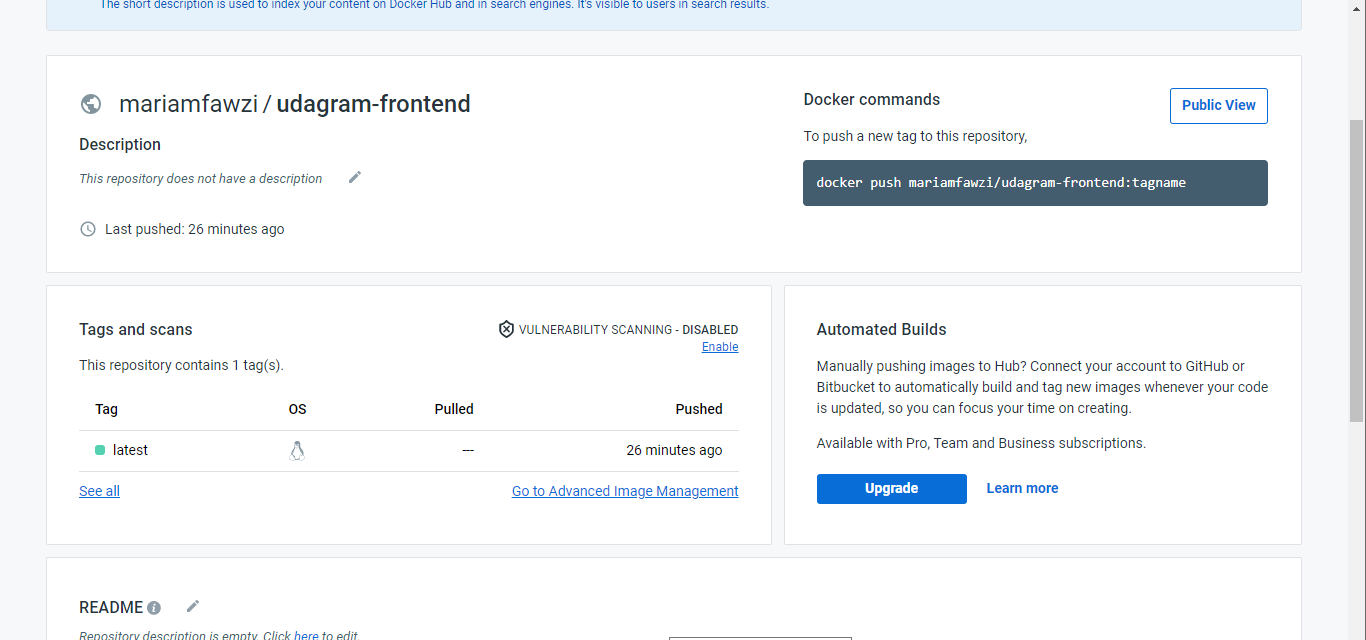 The short description is used to index your content on Docker Hub and in search engines. It's visible to users in search results.
mariamfawzi / udagram-frontend
Description
This repository does not have a description
Last pushed: 26 minutes ago
Docker commands
Public View
To push a new tag to this repository,
docker push mariamfawzi/udagram-frontend:tagname
Tags and scans
VULNERABILITY SCANNING - DISABLED
Enable
This repository contains 1 tag(s).
Tag OS Pulled Pushed
latest --- 26 minutes ago
See all
Go to Advanced Image Management
Automated Builds
Manually pushing images to Hub? Connect your account to GitHub or
Bitbucket to automatically build and tag new images whenever your code
is updated, so you can focus your time on creating.
Available with Pro, Team and Business subscriptions.
Upgrade
Learn more
README
Repository description is empty. Click here to edit.